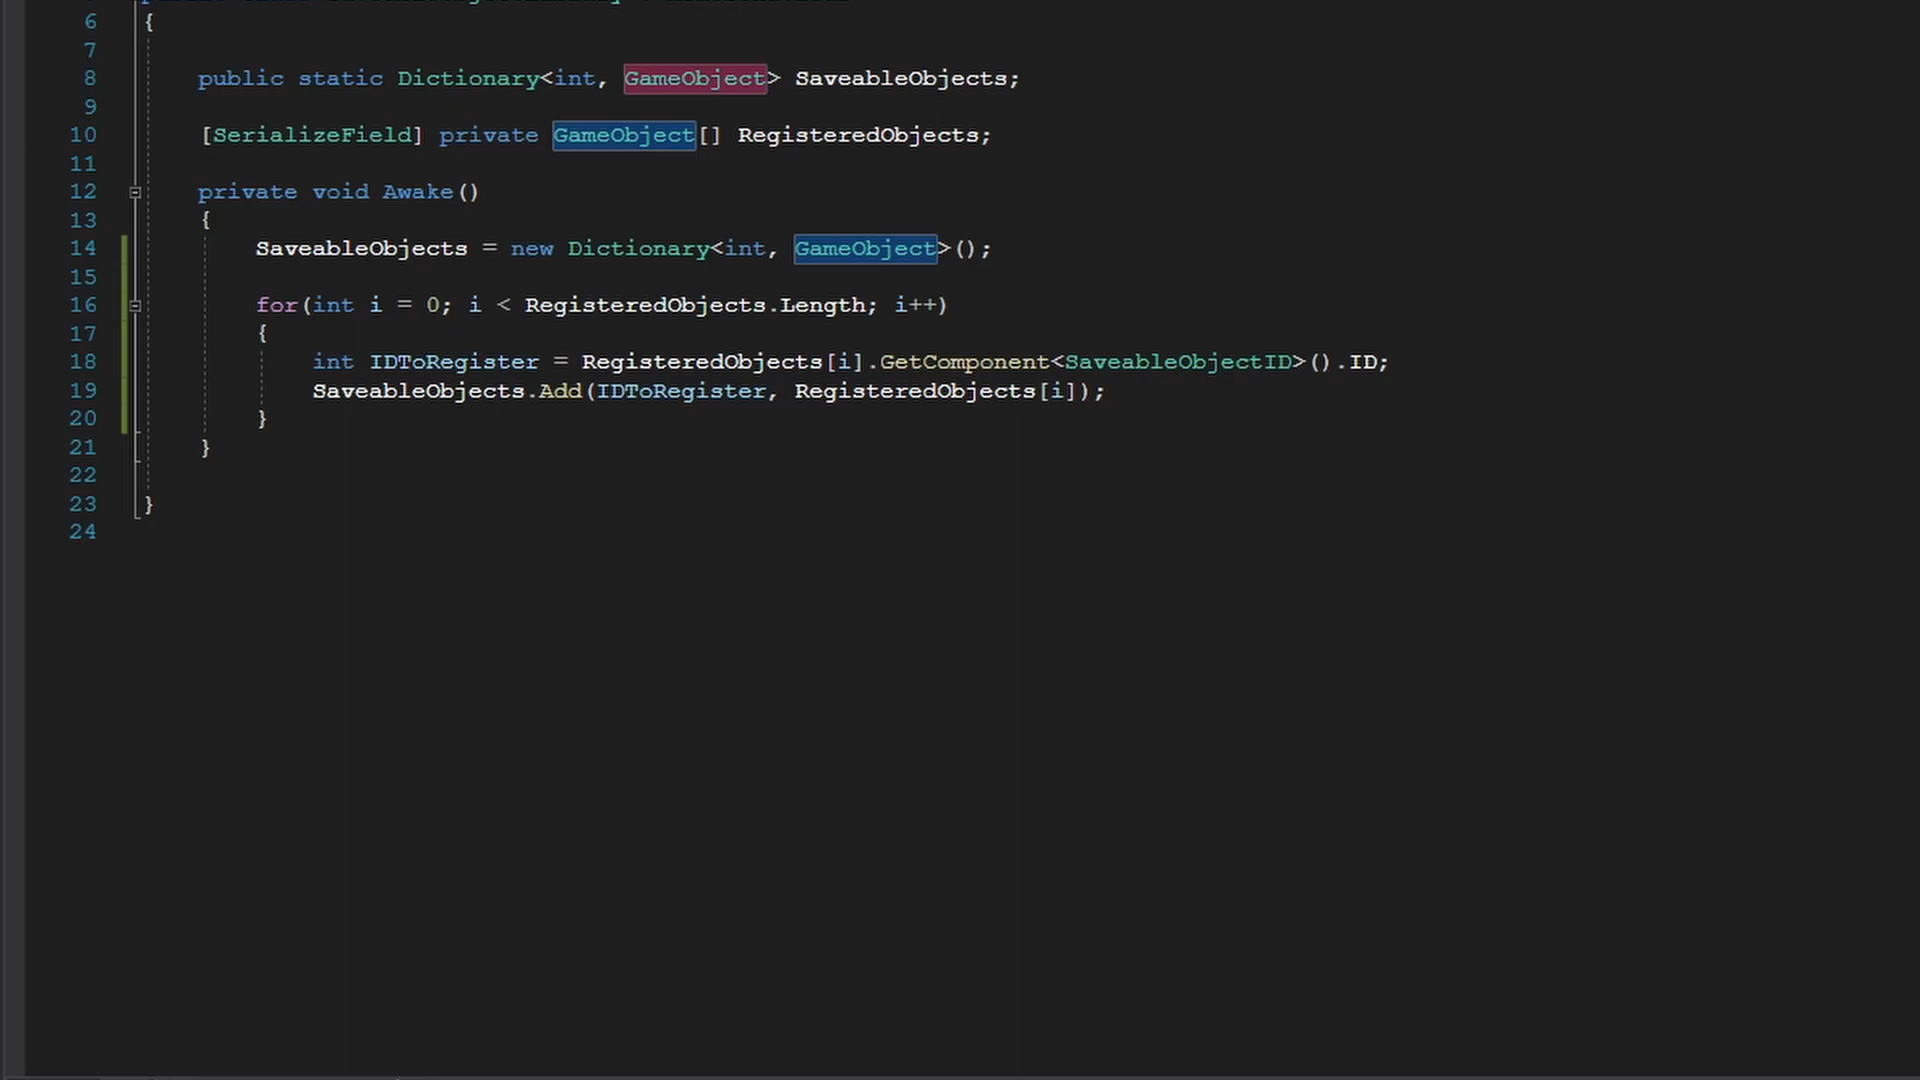 6 {
7
8 public static Dictionary<int, GameObject> SaveableObjects;
9
10 [SerializeField] private GameObject[] RegisteredObjects;
11
12 private void Awake()
13 {
14 SaveableObjects = new Dictionary<int, GameObject>();
15
16 for(int i = 0; i < RegisteredObjects.Length; i++)
17 {
18 int IDToRegister = RegisteredObjects[i].GetComponent<SaveableObjectID>().ID;
19 SaveableObjects.Add(IDToRegister, RegisteredObjects[i]);
20 }
21 }
22
23 }
24